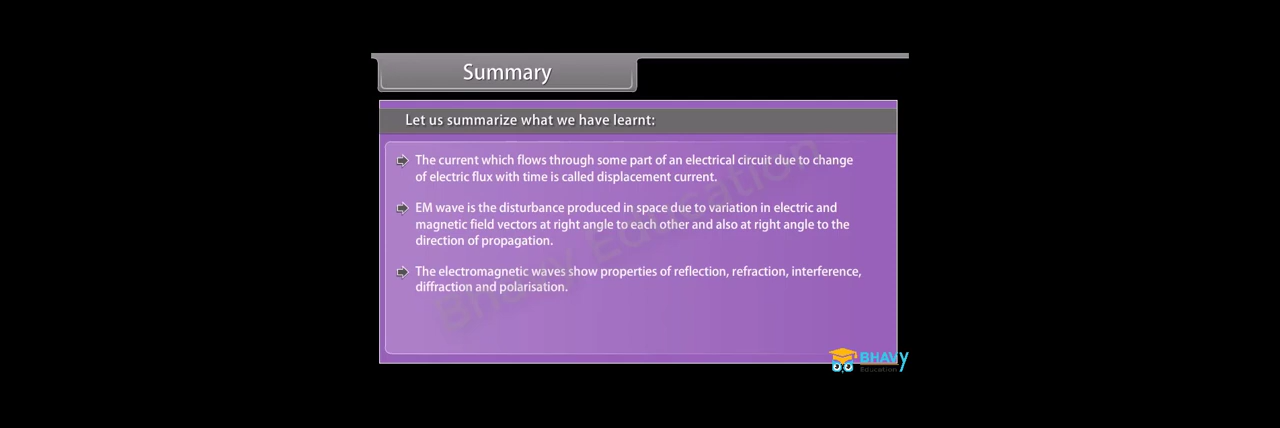 Summary
Let us summarize what we have learnt:
The current which flows through some part of an electrical circuit due to change
of electric flux with time is called displacement current.
EM wave is the disturbance produced in space due to variation in electric and
magnetic field vectors at right angle to each other and also at right angle to the
direction of propagation.
The electromagnetic waves show properties of reflection, refraction, interference,
diffraction and polarisation.
Bhavy Education
BHAVY
Education